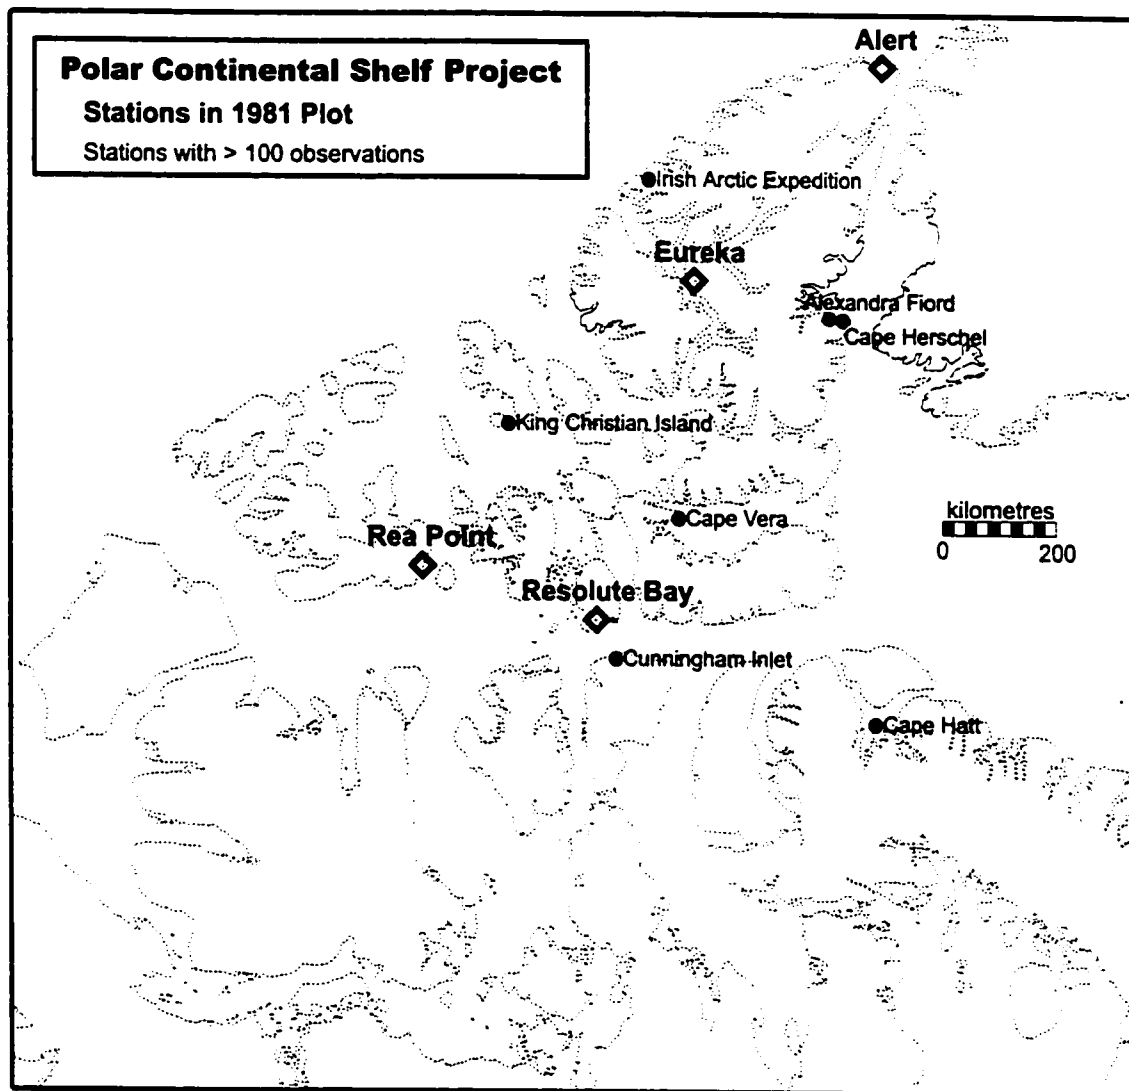 Polar Continental Shelf Project
Stations in 1981 Plot
Stations with > 100 observations
Alert
Irish Arctic Expedition
Eureka
Alexandra Fiord
Cape Herschel
King Christian Island
Cape Vera
kilometres
0 200
Rea Point
Resolute Bay
Cunningham Inlet
Cape Hatt